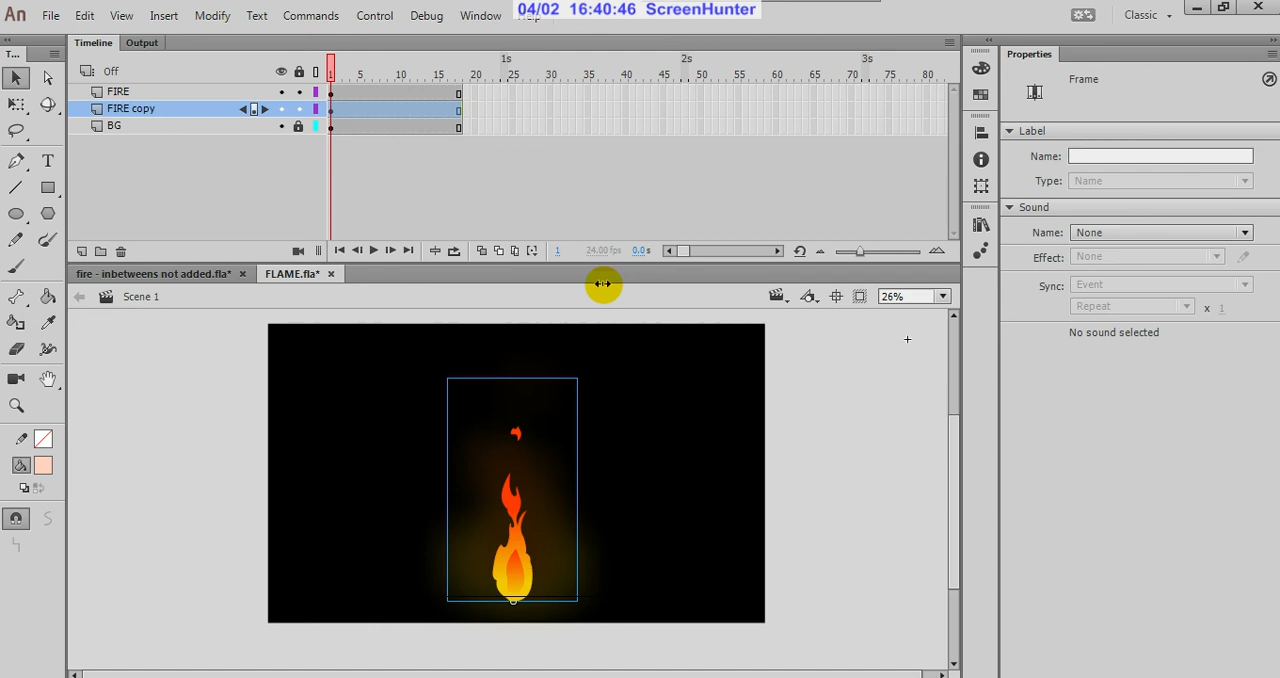 04/02 16:40:46 ScreenHunter
An File Edit View Insert Modify Text Commands Control Debug Window Help Classic
Timeline Output
T... Off 1s 2s 3s
1 5 10 15 20 25 30 35 40 45 50 55 60 65 70 75 80
FIRE
FIRE copy
BG
1 24.00 fps 0.0 s
fire - inbetweens not added.fla* FLAME.fla*
Scene 1 26%
Properties
Frame
Label
Name:
Type: Name
Sound
Name: None
Effect: None
Sync: Event
Repeat x 1
No sound selected